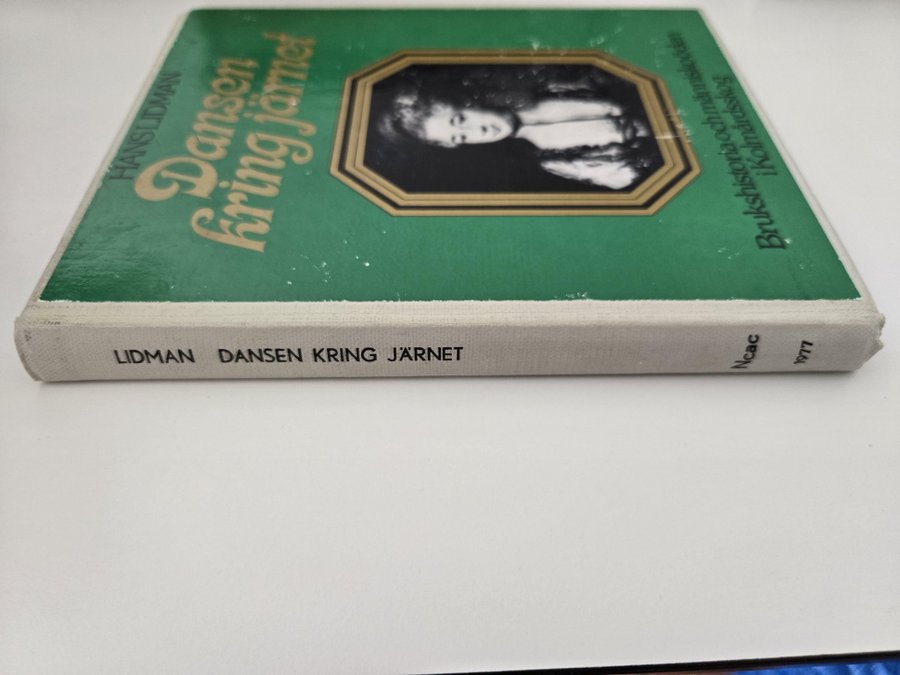 HANS LIDMAN
Dansen
kring järnet
Brukshistoria och människoöden
i Kolmårdsskog
LIDMAN DANSEN KRING JÄRNET
Ncac
1977